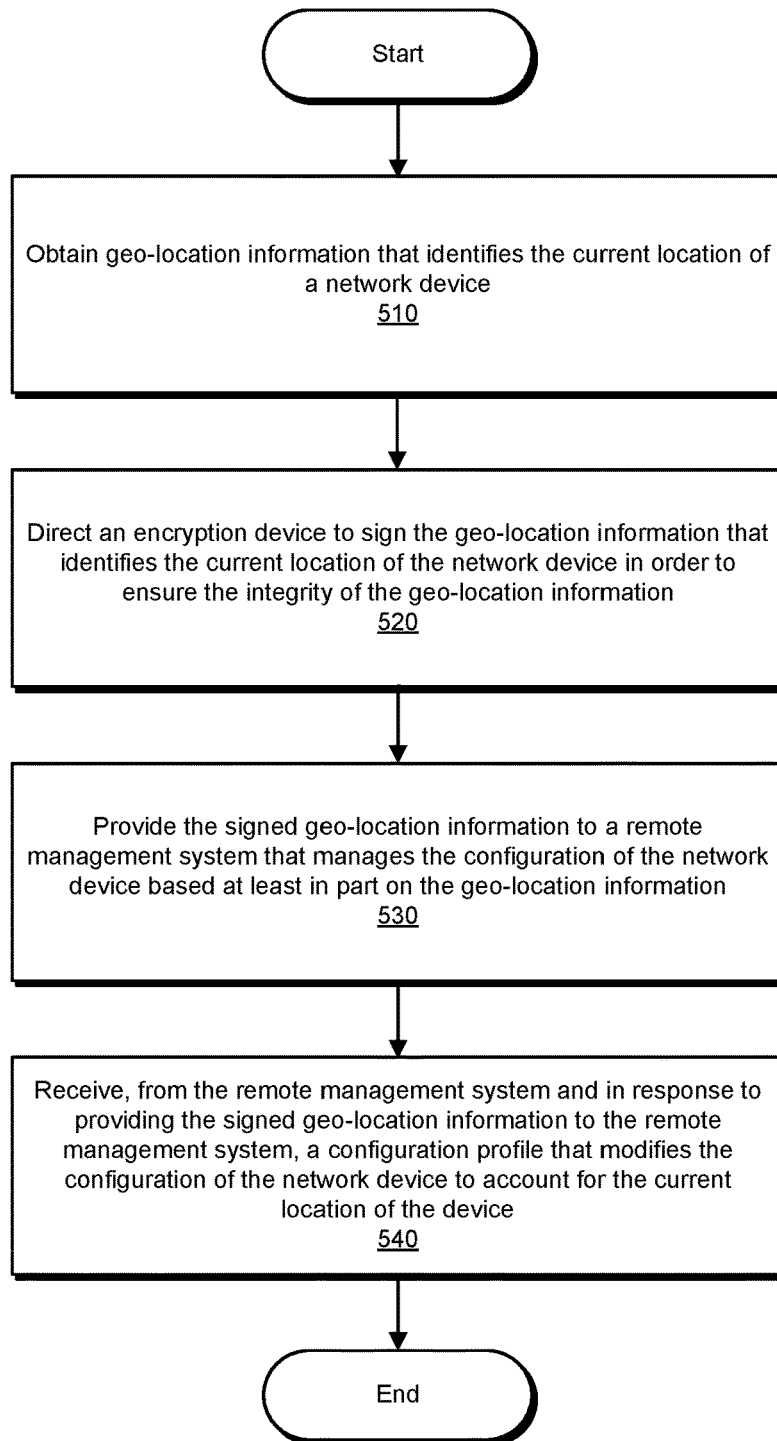 Start
Obtain geo-location information that identifies the current location of
a network device
510
Direct an encryption device to sign the geo-location information that
identifies the current location of the network device in order to
ensure the integrity of the geo-location information
520
Provide the signed geo-location information to a remote
management system that manages the configuration of the network
device based at least in part on the geo-location information
530
Receive, from the remote management system and in response to
providing the signed geo-location information to the remote
management system, a configuration profile that modifies the
configuration of the network device to account for the current
location of the device
540
End